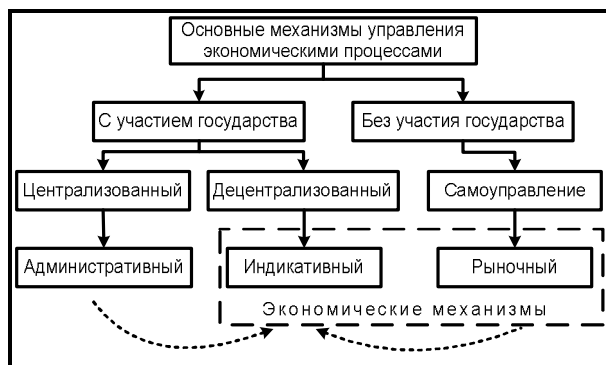 Основные механизмы управления
экономическими процессами
С участием государства
Без участия государства
Централизованный
Децентрализованный
Самоуправление
Административный
Индикативный
Рыночный
Экономические механизмы